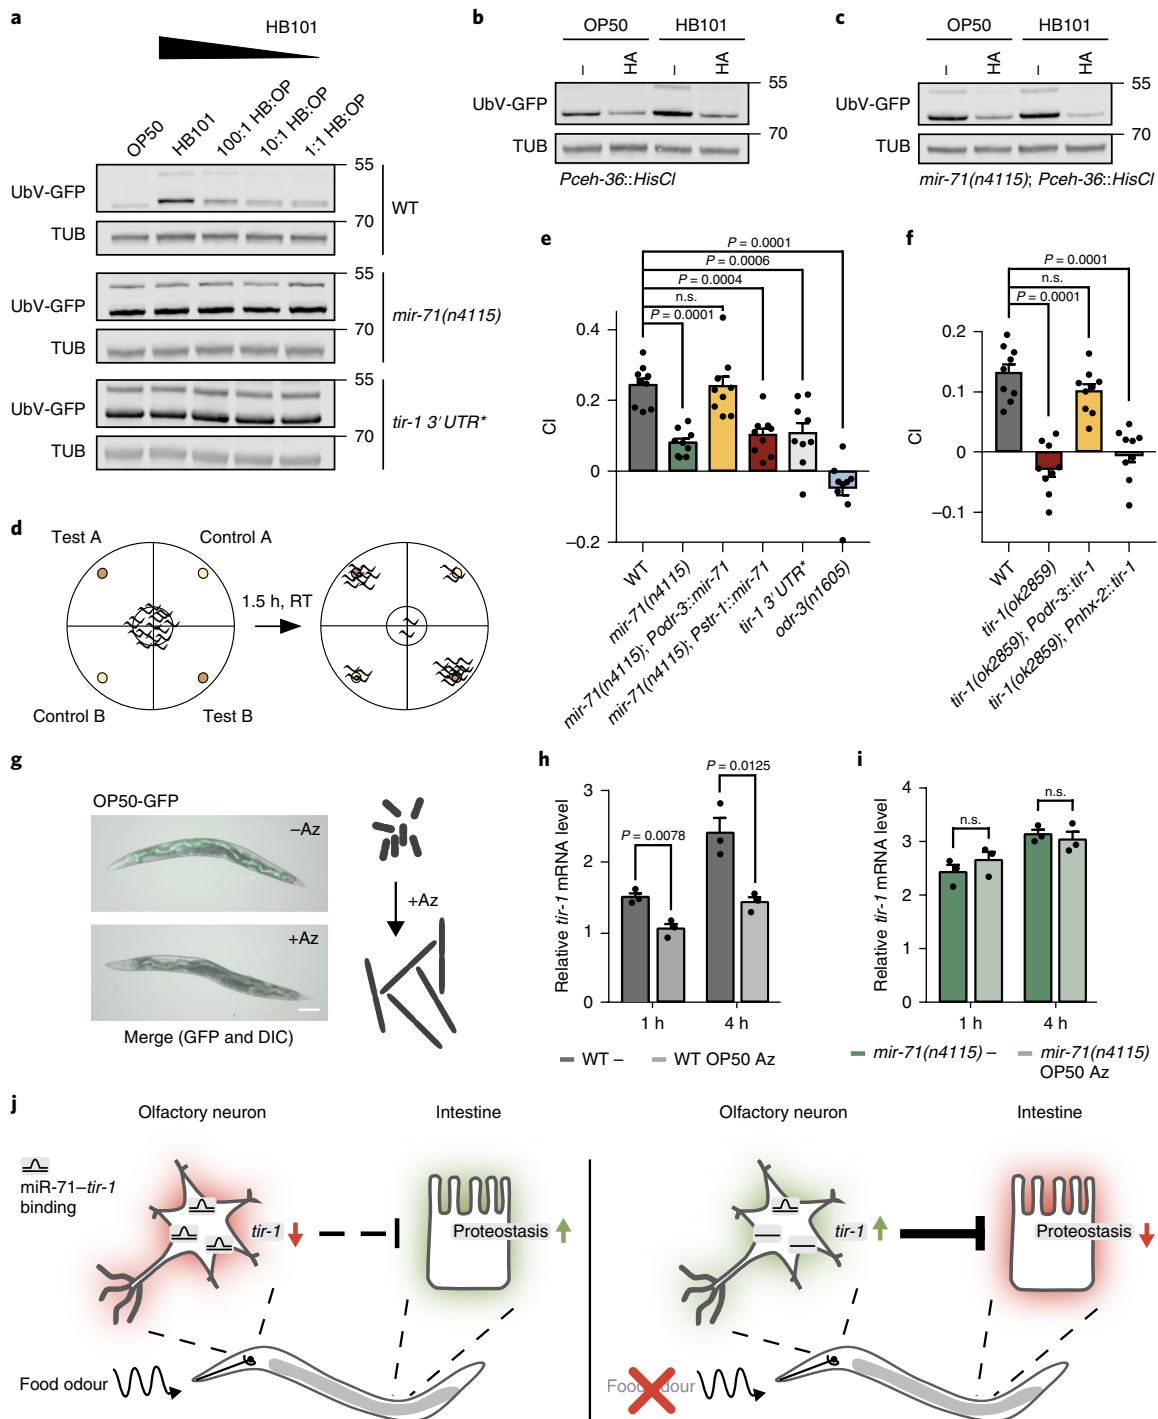 a
HB101
OP50
HB101
100:1 HB:OP
10:1 HB:OP
1:1 HB:OP
55
UbV-GFP
70
TUB
WT
55
UbV-GFP
70
TUB
mir-71(n4115)
55
UbV-GFP
70
TUB
tir-1 3′ UTR*
b
OP50 HB101
– HA – HA
55
UbV-GFP
70
TUB
Pceh-36::HisCl
c
OP50 HB101
– HA – HA
55
UbV-GFP
70
TUB
mir-71(n4115); Pceh-36::HisCl
d
Test A
Control A
1.5 h, RT
Control B
Test B
e
P = 0.0001
P = 0.0006
P = 0.0004
n.s.
P = 0.0001
0.4
0.2
0
–0.2
CI
WT
mir-71(n4115)
mir-71(n4115); Podr-3::mir-71
mir-71(n4115); Pstr-1::mir-71
tir-1 3′ UTR*
odr-3(n1605)
f
P = 0.0001
n.s.
P = 0.0001
0.2
0.1
0
–0.1
CI
WT
tir-1(ok2859)
tir-1(ok2859); Podr-3::tir-1
tir-1(ok2859); Pnhx-2::tir-1
g
OP50-GFP
–Az
+Az
+Az
Merge (GFP and DIC)
h
P = 0.0125
P = 0.0078
3
2
1
0
Relative tir-1 mRNA level
1 h 4 h
WT – WT OP50 Az
i
n.s.
n.s.
4
3
2
1
0
Relative tir-1 mRNA level
1 h 4 h
mir-71(n4115) – mir-71(n4115)
OP50 Az
j
Olfactory neuron Intestine
miR-71–tir-1
binding
tir-1
Proteostasis
Food odour
Olfactory neuron Intestine
tir-1
Proteostasis
Food odour